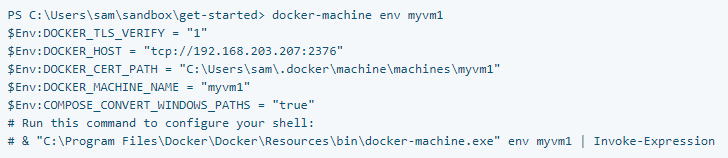 PS C:\Users\sam\sandbox\get-started> docker-machine env myvm1
$Env:DOCKER_TLS_VERIFY = "1"
$Env:DOCKER_HOST = "tcp://192.168.203.207:2376"
$Env:DOCKER_CERT_PATH = "C:\Users\sam\.docker\machine\machines\myvm1"
$Env:DOCKER_MACHINE_NAME = "myvm1"
$Env:COMPOSE_CONVERT_WINDOWS_PATHS = "true"
# Run this command to configure your shell:
# & "C:\Program Files\Docker\Docker\Resources\bin\docker-machine.exe" env myvm1 | Invoke-Expression